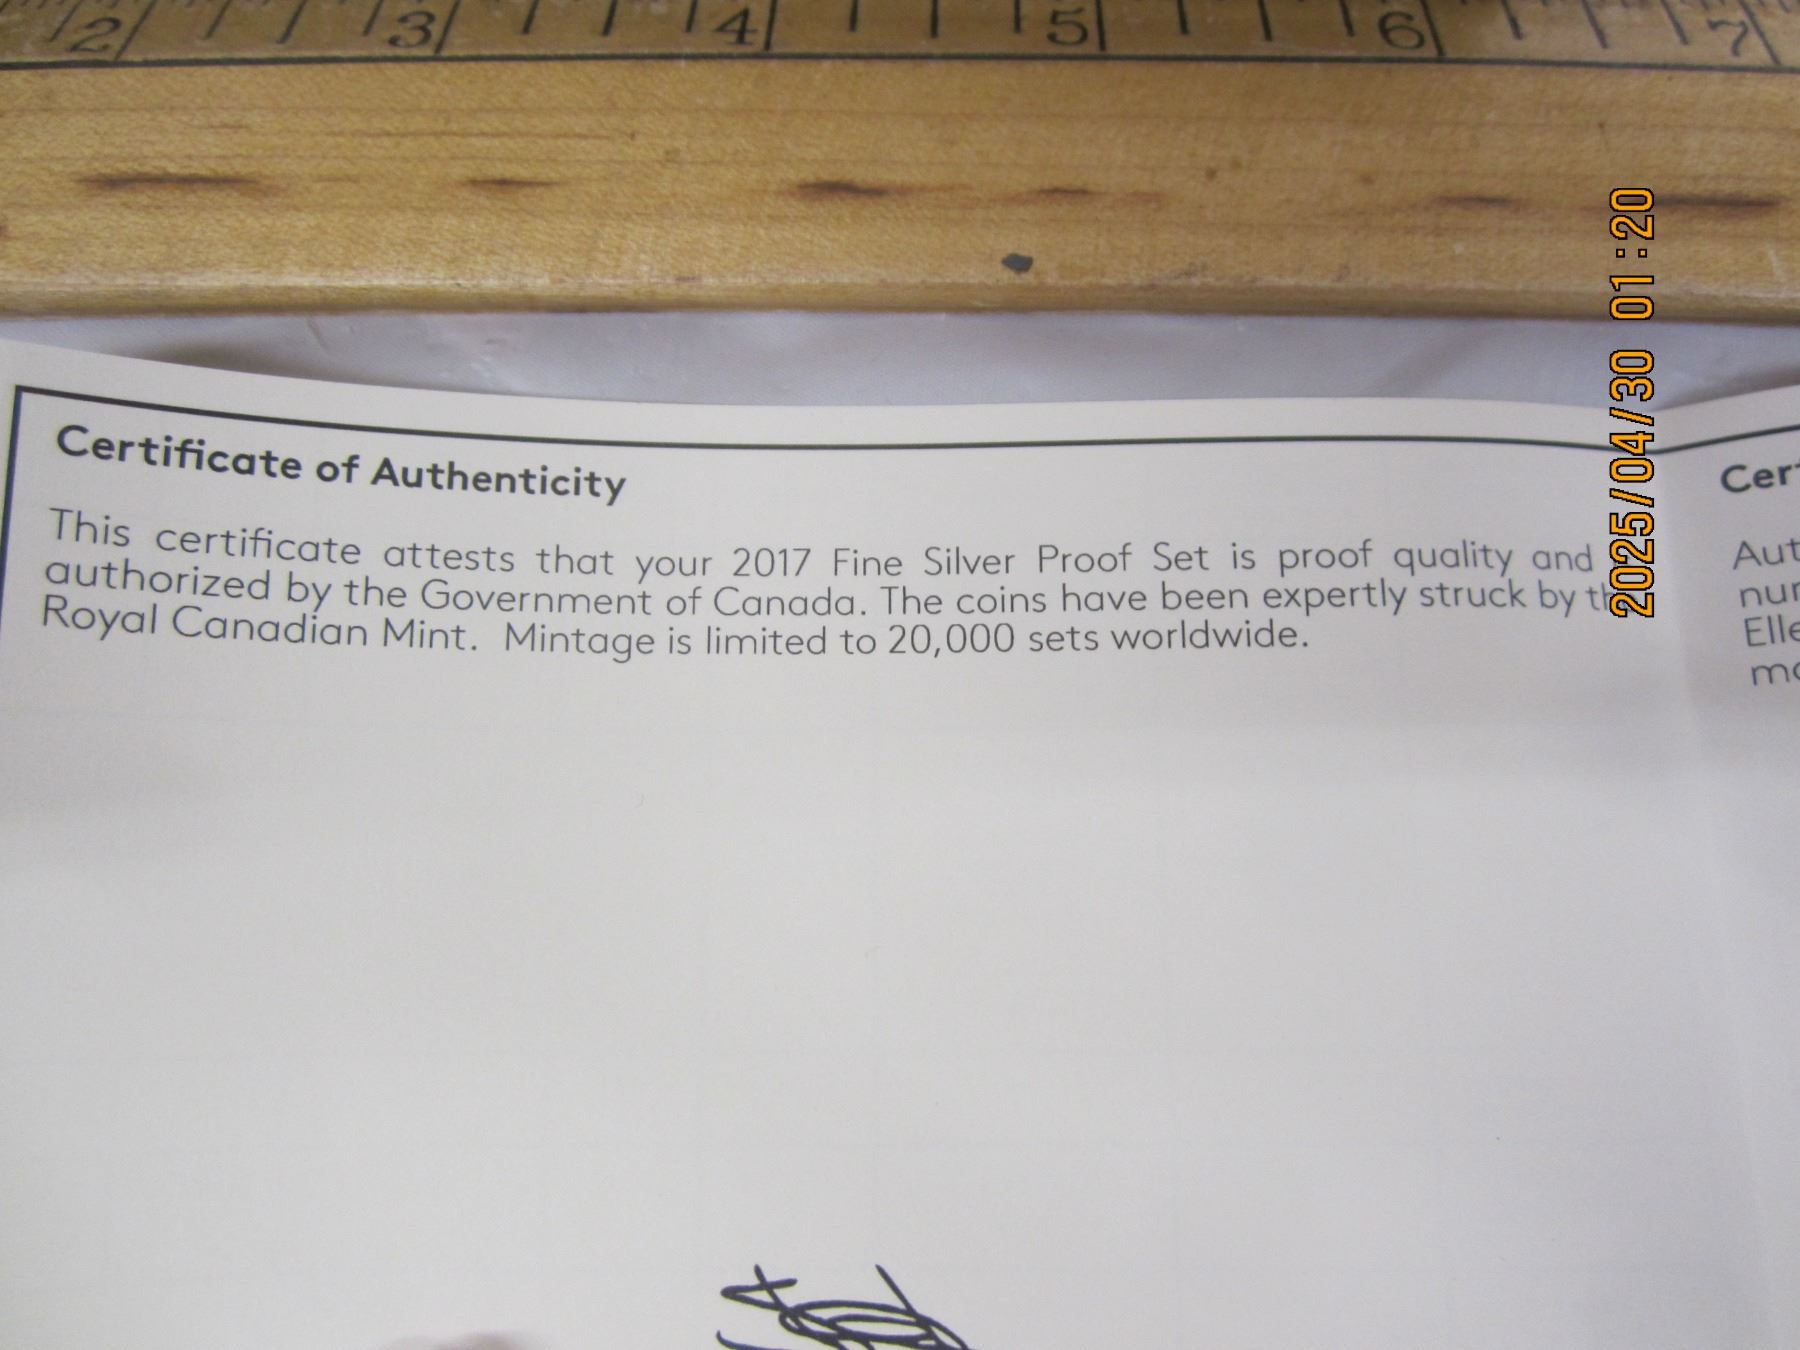 2 3 4 5 6 7
Certificate of Authenticity
This certificate attests that your 2017 Fine Silver Proof Set is proof quality and
authorized by the Government of Canada. The coins have been expertly struck by th
Royal Canadian Mint. Mintage is limited to 20,000 sets worldwide.
Cert
Aut
nur
Elle
mo
2025/04/30 01:20